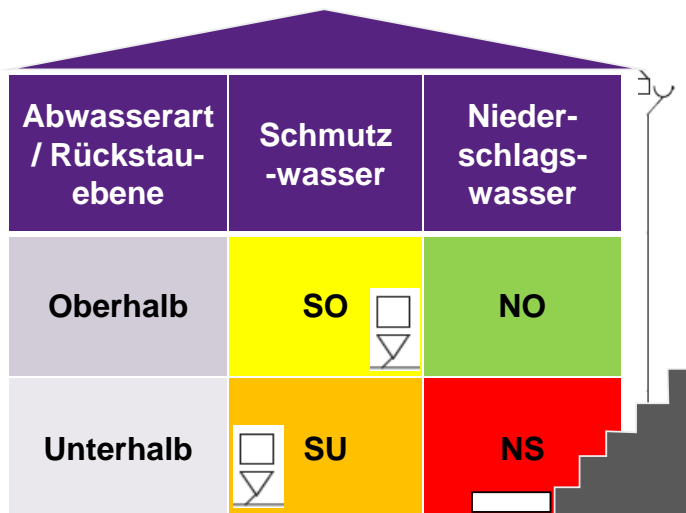 Abwasserart
/ Rückstau-
ebene
Schmutz
-wasser
Nieder-
schlags-
wasser
Oberhalb
SO
NO
Unterhalb
SU
NS